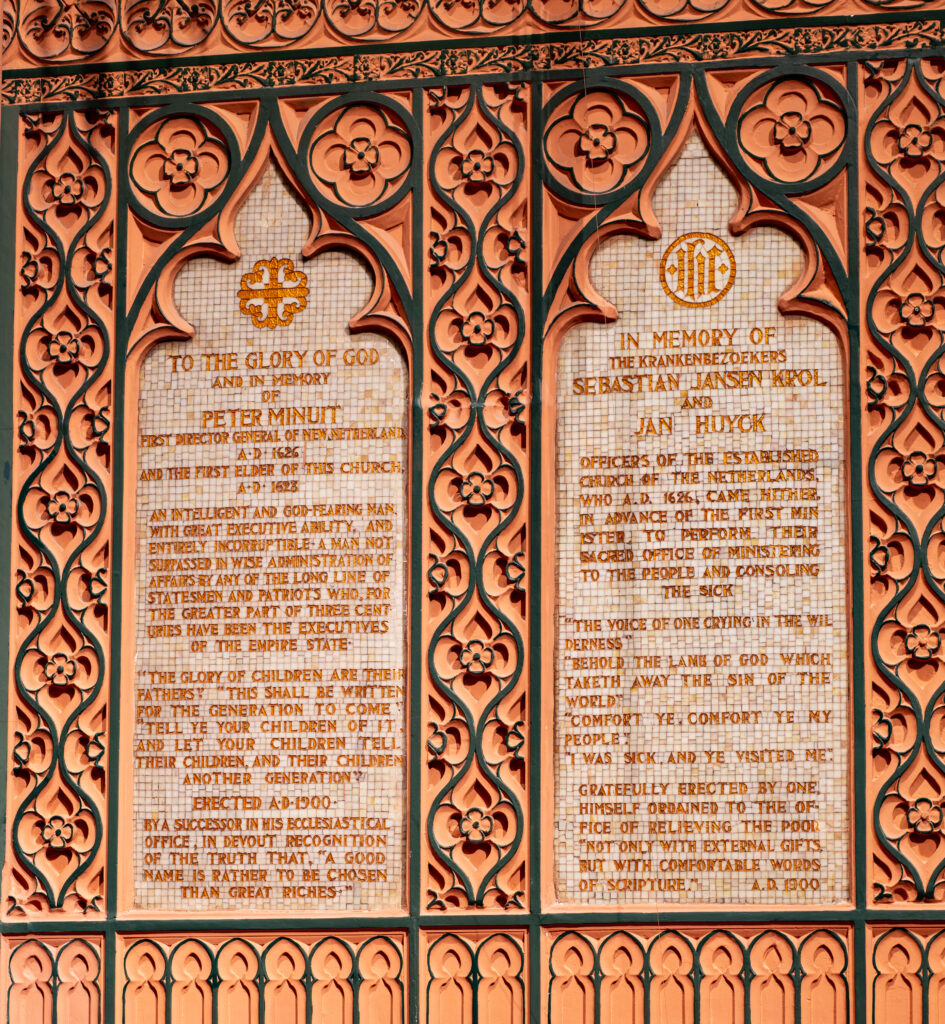 TO THE GLORY OF GOD
AND IN MEMORY
OF
PETER MINUIT
FIRST DIRECTOR GENERAL OF NEW NETHERLAND,
A·D· 1626
AND THE FIRST ELDER OF THIS CHURCH,
A·D· 1628
AN INTELLIGENT AND GOD-FEARING MAN,
WITH GREAT EXECUTIVE ABILITY, AND
ENTIRELY INCORRUPTIBLE· A MAN NOT
SURPASSED IN WISE ADMINISTRATION OF
AFFAIRS BY ANY OF THE LONG LINE OF
STATESMEN AND PATRIOTS WHO, FOR
THE GREATER PART OF THREE CENT-
URIES HAVE BEEN THE EXECUTIVES
OF THE EMPIRE STATE·
"THE GLORY OF CHILDREN ARE THEIR
FATHERS" "THIS SHALL BE WRITTEN
FOR THE GENERATION TO COME"
"TELL YE YOUR CHILDREN OF IT,
AND LET YOUR CHILDREN TELL
THEIR CHILDREN, AND THEIR CHILDREN
ANOTHER GENERATION"
ERECTED A·D·1900·
BY A SUCCESSOR IN HIS ECCLESIASTICAL
OFFICE, IN DEVOUT RECOGNITION
OF THE TRUTH THAT, "A GOOD
NAME IS RATHER TO BE CHOSEN
THAN GREAT RICHES·"
IHS
IN MEMORY OF
THE KRANKENBEZOEKERS
SEBASTIAN JANSEN KROL
AND
JAN HUYCK
OFFICERS OF THE ESTABLISHED
CHURCH OF THE NETHERLANDS,
WHO A.D. 1626, CAME HITHER,
IN ADVANCE OF THE FIRST MIN
ISTER TO PERFORM THEIR
SACRED OFFICE OF MINISTERING
TO THE PEOPLE AND CONSOLING
THE SICK
"THE VOICE OF ONE CRYING IN THE WIL
DERNESS"
"BEHOLD THE LAMB OF GOD WHICH
TAKETH AWAY THE SIN OF THE
WORLD"
"COMFORT YE, COMFORT YE MY
PEOPLE"
"I WAS SICK, AND YE VISITED ME".
GRATEFULLY ERECTED BY ONE,
HIMSELF ORDAINED TO THE OF-
FICE OF RELIEVING THE POOR
"NOT ONLY WITH EXTERNAL GIFTS,
BUT WITH COMFORTABLE WORDS
OF SCRIPTURE." A.D. 1900